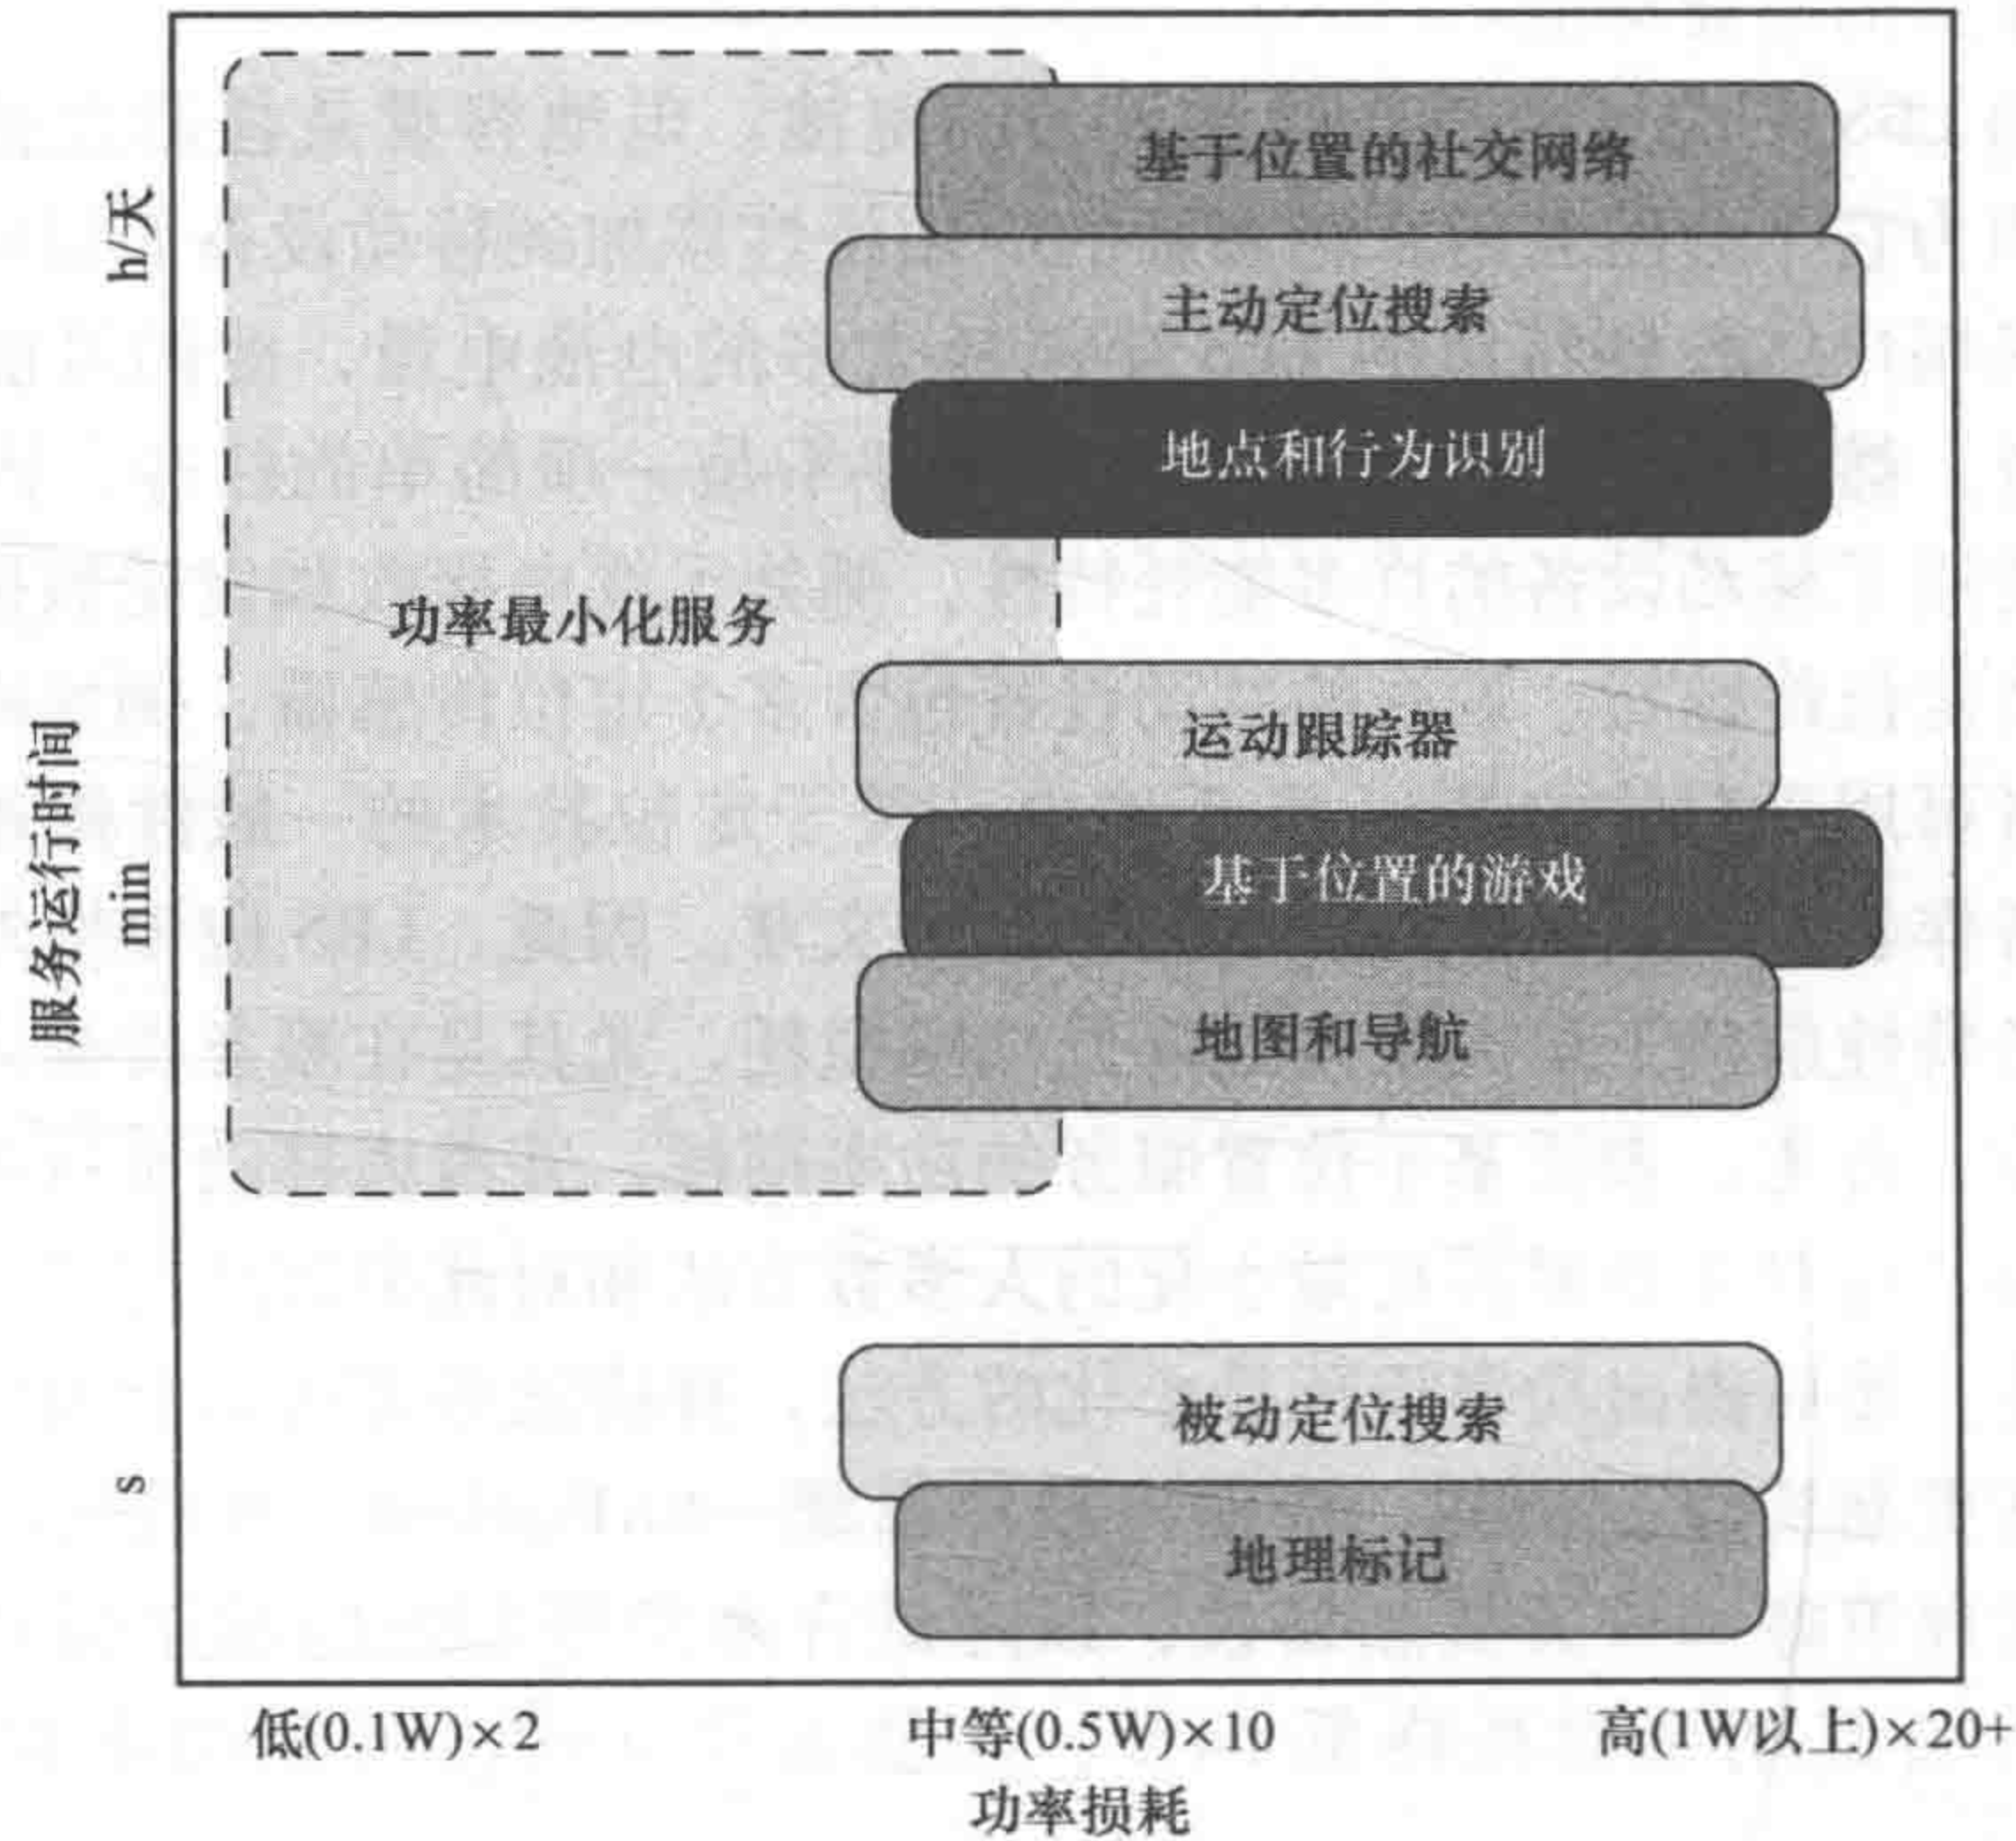 基于位置的社交网络
主动定位搜索
地点和行为识别
功率最小化服务
运动跟踪器
基于位置的游戏
地图和导航
被动定位搜索
地理标记
服务运行时间
h/天
min
s
低(0.1W)×2
中等(0.5W)×10
高(1W以上)×20+
功率损耗